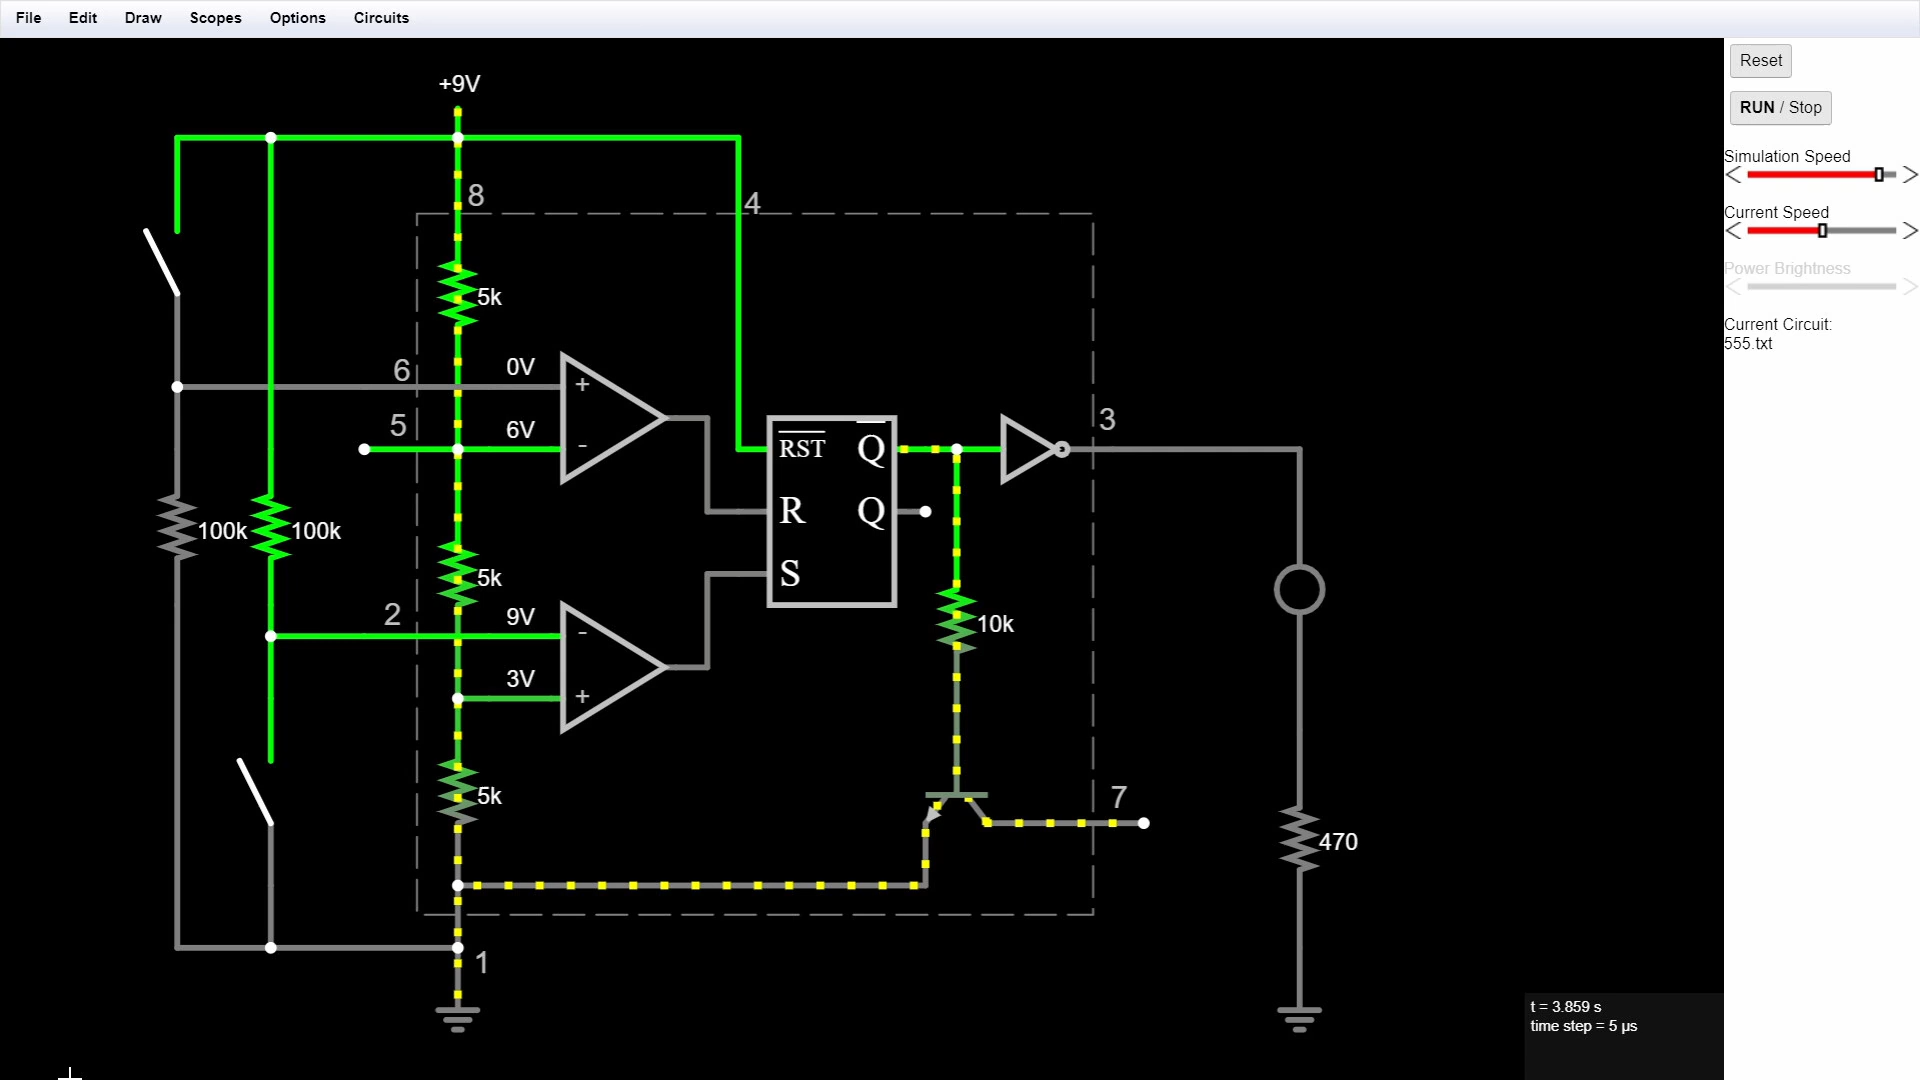 File Edit Draw Scopes Options Circuits
Reset
RUN / Stop
Simulation Speed
Current Speed
Power Brightness
Current Circuit:
555.txt
+9V
8
4
5k
6
0V
+
3
5
6V
-
RST
Q
R
Q
100k
100k
S
5k
2
9V
-
10k
3V
+
5k
7
470
1
t = 3.859 s
time step = 5 µs